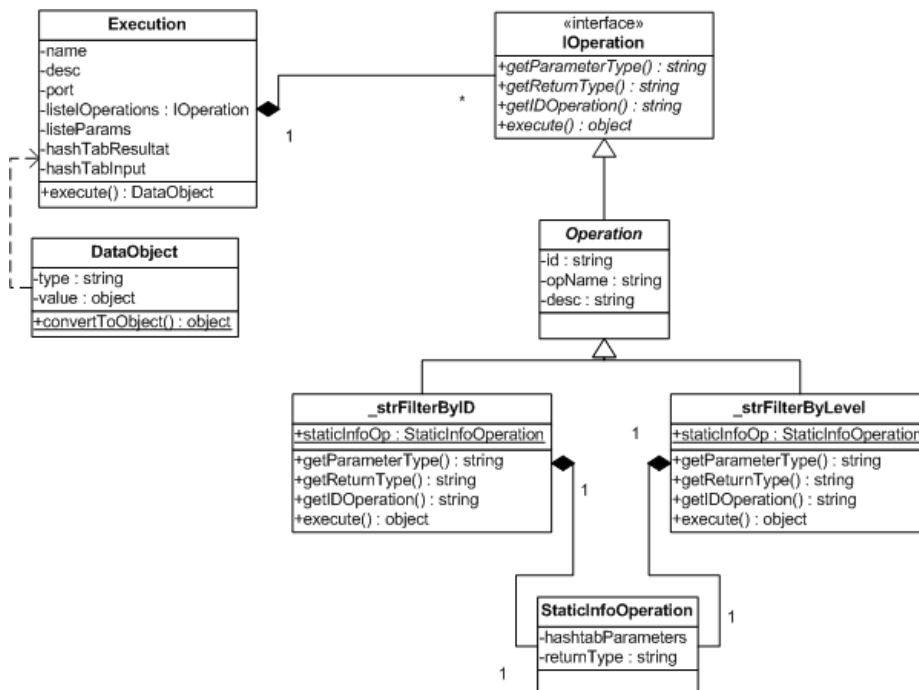 Execution
-name
-desc
-port
-listeIOperations : IOperation
-listeParams
-hashTabResultat
-hashTabInput
+execute() : DataObject
1
*
«interface»
IOperation
+getParameterType() : string
+getReturnType() : string
+getIDOperation() : string
+execute() : object
DataObject
-type : string
-value : object
+convertToObject() : object
Operation
-id : string
-opName : string
-desc : string
_strFilterByID
+staticInfoOp : StaticInfoOperation
+getParameterType() : string
+getReturnType() : string
+getIDOperation() : string
+execute() : object
1
_strFilterByLevel
+staticInfoOp : StaticInfoOperation
+getParameterType() : string
+getReturnType() : string
+getIDOperation() : string
+execute() : object
1
StaticInfoOperation
-hashtabParameters
-returnType : string
1
1